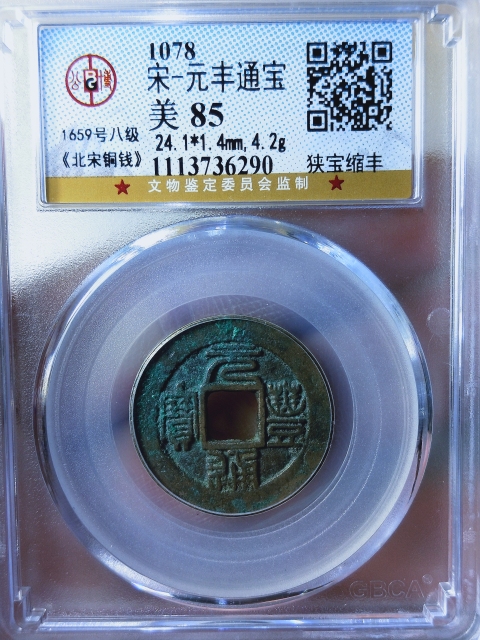 1078
宋-元丰通宝
美 85
1659号八级
24.1*1.4mm,4.2g
《北宋铜钱》
1113736290
狭宝缩丰
文物鉴定委员会监制
元豐通寶
GBCA®